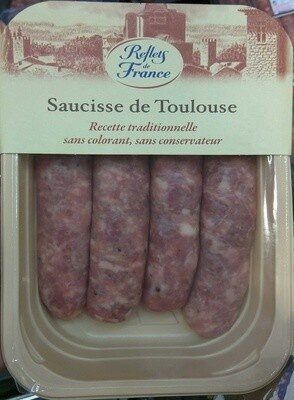 Reflets
de
France
Saucisse de Toulouse
Recette traditionnelle
sans colorant, sans conservateur